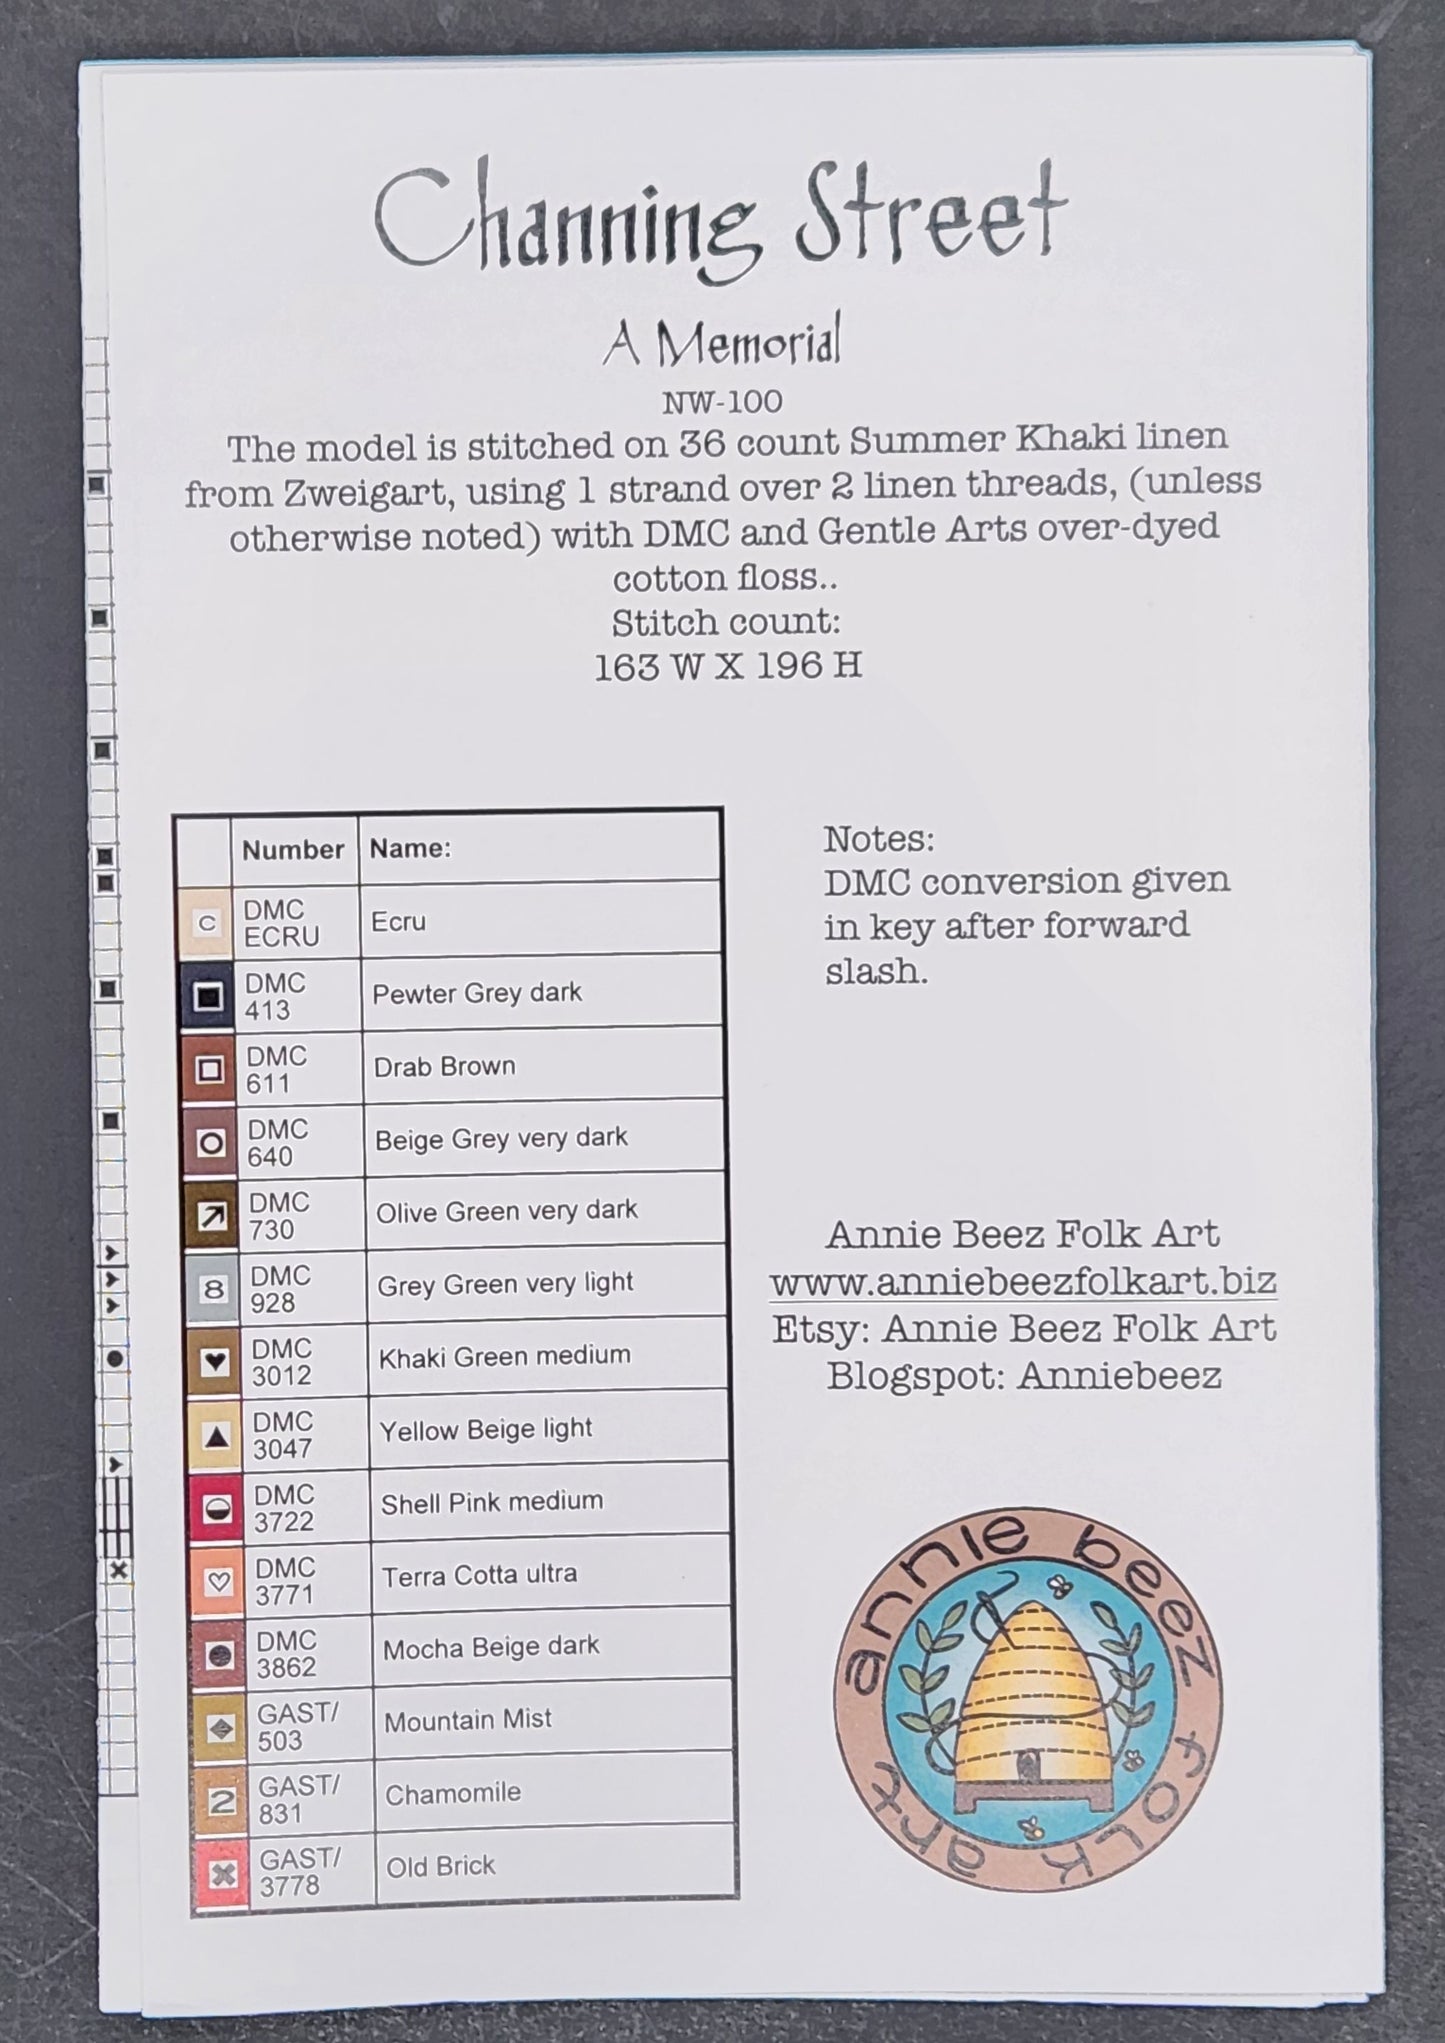 Channing Street
A Memorial
NW-100
The model is stitched on 36 count Summer Khaki linen
from Zweigart, using 1 strand over 2 linen threads, (unless
otherwise noted) with DMC and Gentle Arts over-dyed
cotton floss..
Stitch count:
163 W X 196 H
Number Name:
C DMC ECRU Ecru
DMC 413 Pewter Grey dark
DMC 611 Drab Brown
DMC 640 Beige Grey very dark
DMC 730 Olive Green very dark
8 DMC 928 Grey Green very light
DMC 3012 Khaki Green medium
DMC 3047 Yellow Beige light
DMC 3722 Shell Pink medium
DMC 3771 Terra Cotta ultra
DMC 3862 Mocha Beige dark
GAST/ 503 Mountain Mist
2 GAST/ 831 Chamomile
GAST/ 3778 Old Brick
Notes:
DMC conversion given
in key after forward
slash.
Annie Beez Folk Art
www.anniebeezfolkart.biz
Etsy: Annie Beez Folk Art
Blogspot: Anniebeez
annie beez folk art